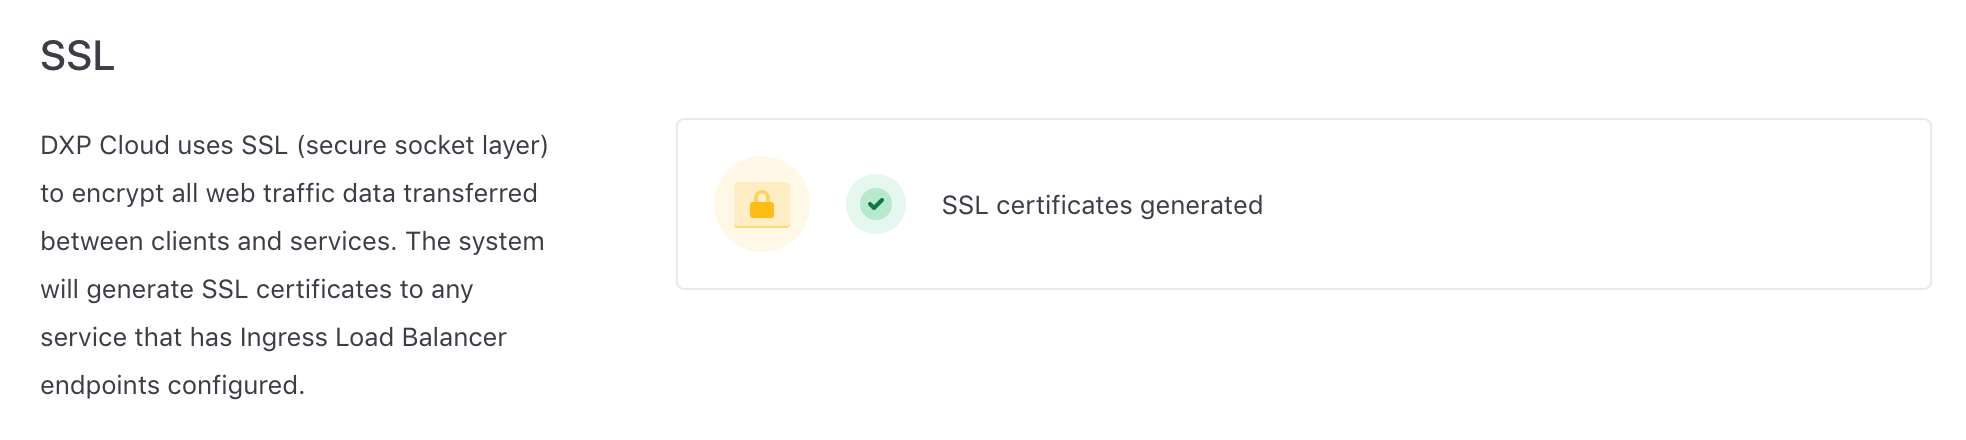 SSL
DXP Cloud uses SSL (secure socket layer)
to encrypt all web traffic data transferred
between clients and services. The system
will generate SSL certificates to any
service that has Ingress Load Balancer
endpoints configured.
SSL certificates generated